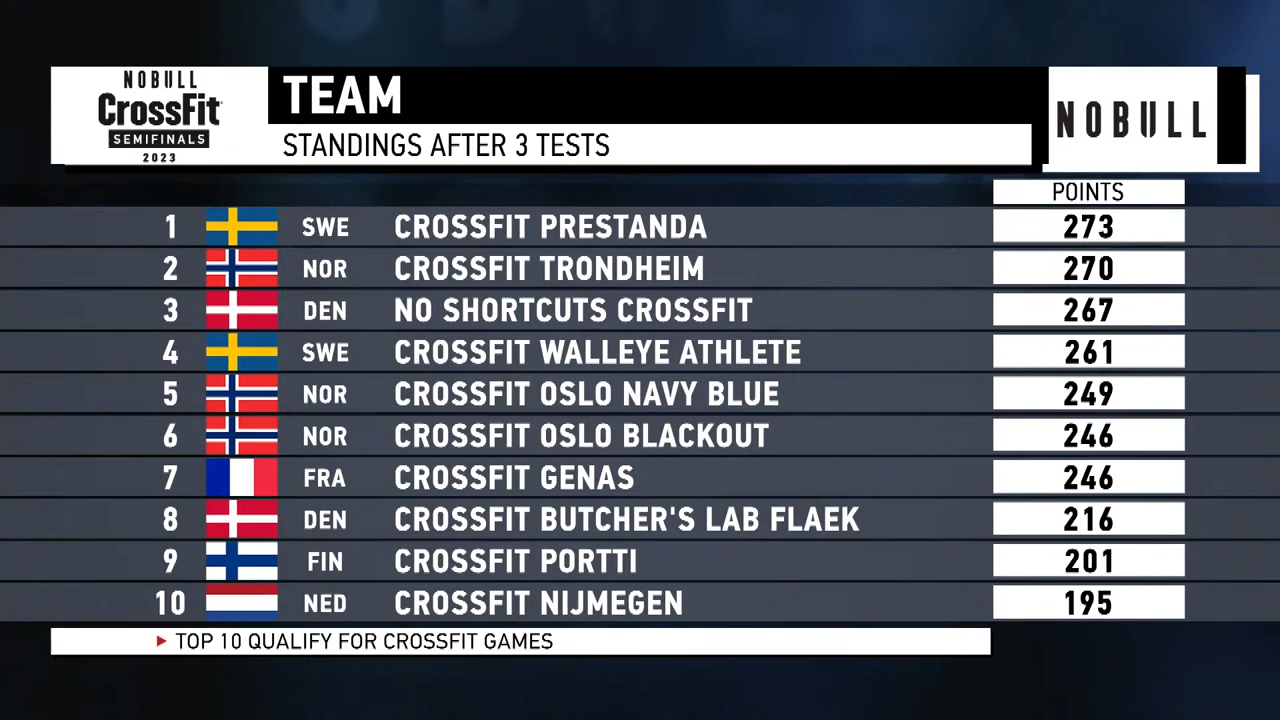 NOBULL
CrossFit
SEMIFINALS
2023
TEAM
STANDINGS AFTER 3 TESTS
NOBULL
POINTS
1 SWE CROSSFIT PRESTANDA 273
2 NOR CROSSFIT TRONDHEIM 270
3 DEN NO SHORTCUTS CROSSFIT 267
4 SWE CROSSFIT WALLEYE ATHLETE 261
5 NOR CROSSFIT OSLO NAVY BLUE 249
6 NOR CROSSFIT OSLO BLACKOUT 246
7 FRA CROSSFIT GENAS 246
8 DEN CROSSFIT BUTCHER'S LAB FLAEK 216
9 FIN CROSSFIT PORTTI 201
10 NED CROSSFIT NIJMEGEN 195
TOP 10 QUALIFY FOR CROSSFIT GAMES